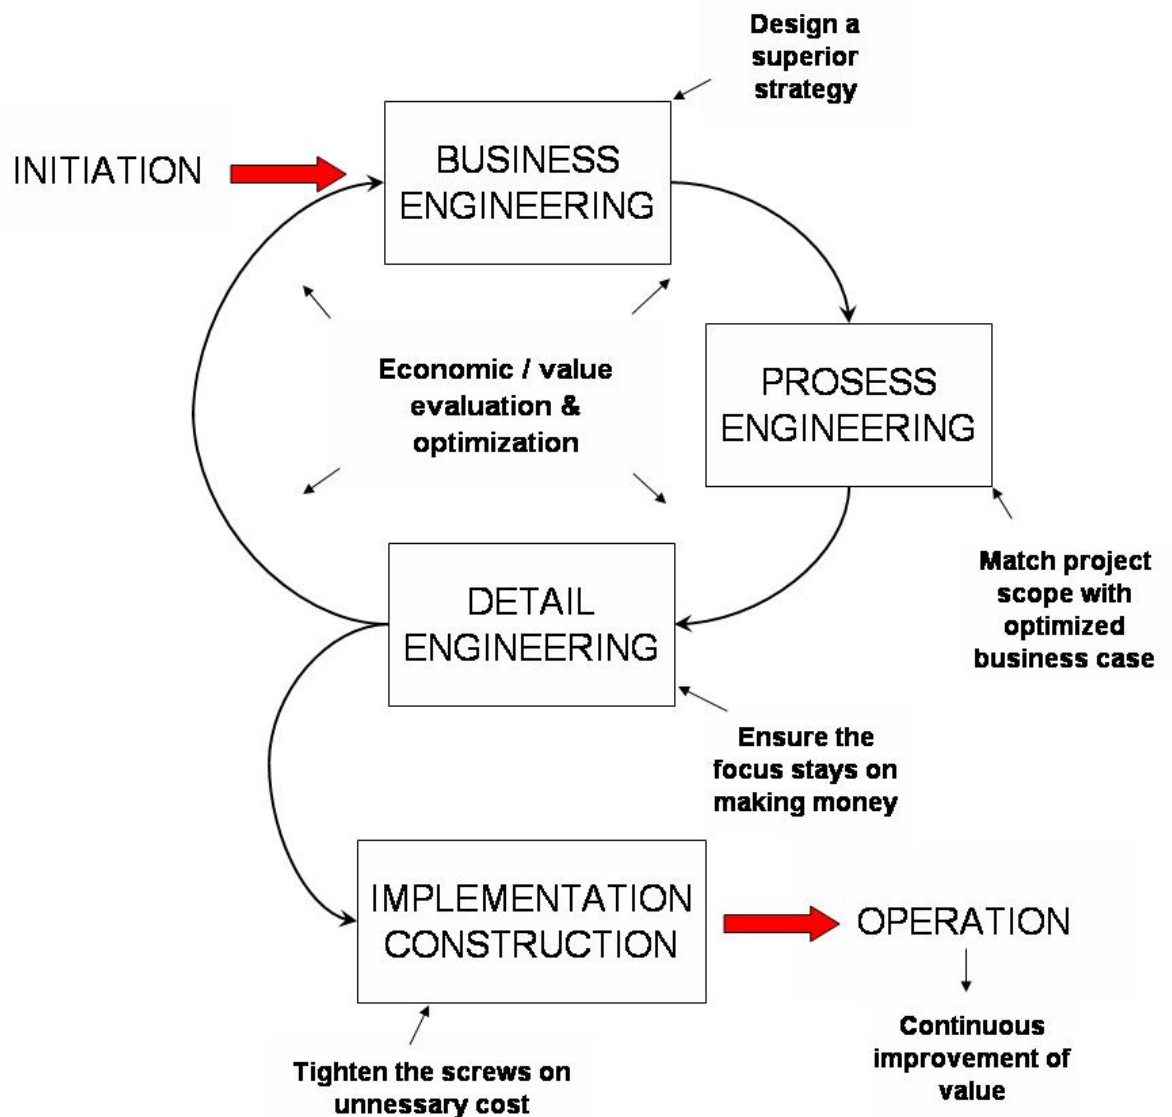 Design a
superior
strategy
INITIATION
BUSINESS
ENGINEERING
Economic / value
evaluation &
optimization
PROSESS
ENGINEERING
Match project
scope with
optimized
business case
DETAIL
ENGINEERING
Ensure the
focus stays on
making money
IMPLEMENTATION
CONSTRUCTION
OPERATION
Continuous
improvement of
value
Tighten the screws on
unnessary cost